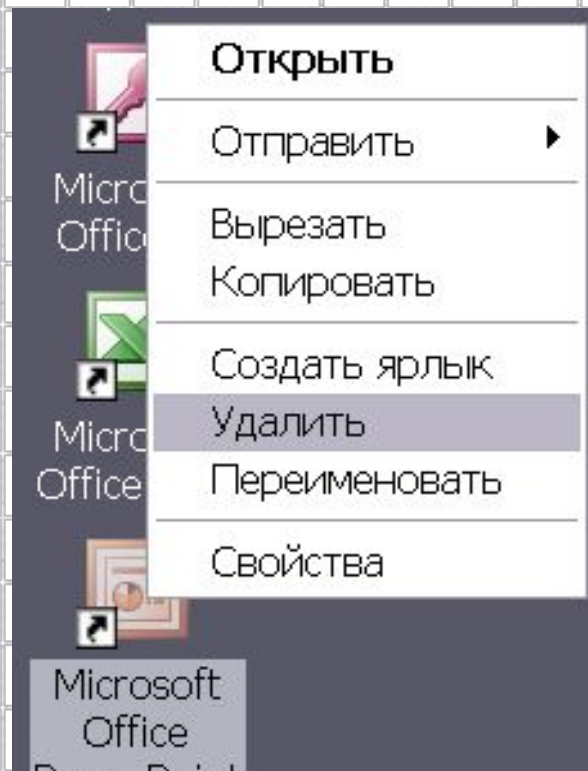 Открыть
Отправить
Вырезать
Копировать
Создать ярлык
Удалить
Переименовать
Свойства
Micro
Office
Micro
Office
Microsoft
Office